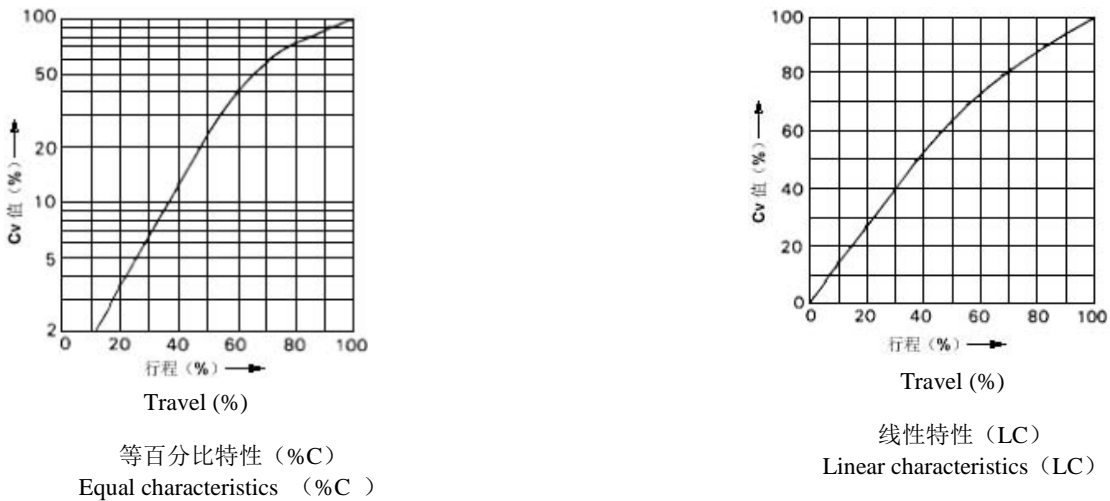 100
50
20
10
5
2
Cv 值 (%)
0 20 40 60 80 100
行程 (%)
Travel (%)
等百分比特性（%C）
Equal characteristics （%C ）
100
80
60
40
20
0
Cv 值 (%)
0 20 40 60 80 100
行程 (%)
Travel (%)
线性特性（LC）
Linear characteristics（LC）